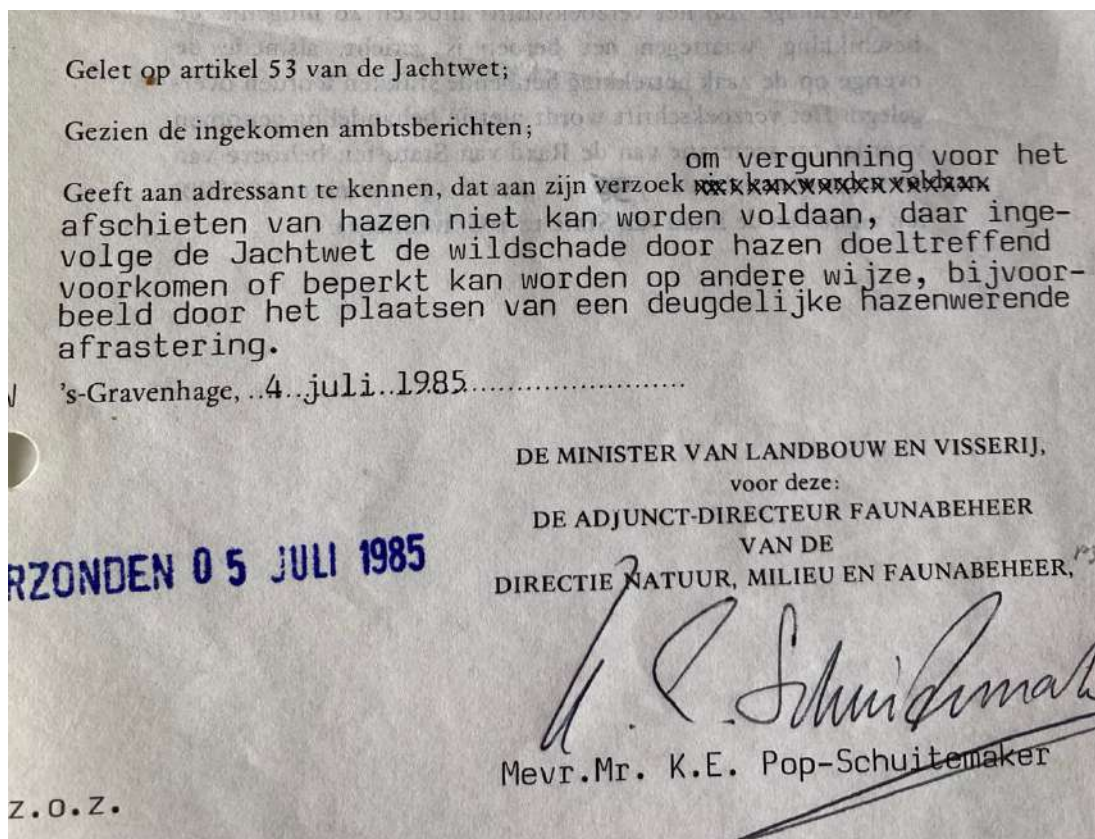 Gelet op artikel 53 van de Jachtwet;
Gezien de ingekomen ambtsberichten;
om vergunning voor het
Geeft aan adressant te kennen, dat aan zijn verzoek niet kan worden voldaan
afschieten van hazen niet kan worden voldaan, daar inge-
volge de Jachtwet de wildschade door hazen doeltreffend
voorkomen of beperkt kan worden op andere wijze, bijvoor-
beeld door het plaatsen van een deugdelijke hazenwerende
afrastering.
's-Gravenhage, ..4..juli..1985........................
DE MINISTER VAN LANDBOUW EN VISSERIJ,
voor deze:
DE ADJUNCT-DIRECTEUR FAUNABEHEER
VAN DE
DIRECTIE NATUUR, MILIEU EN FAUNABEHEER,
RZONDEN 05 JULI 1985
Mevr.Mr. K.E. Pop-Schuitemaker
z.o.z.